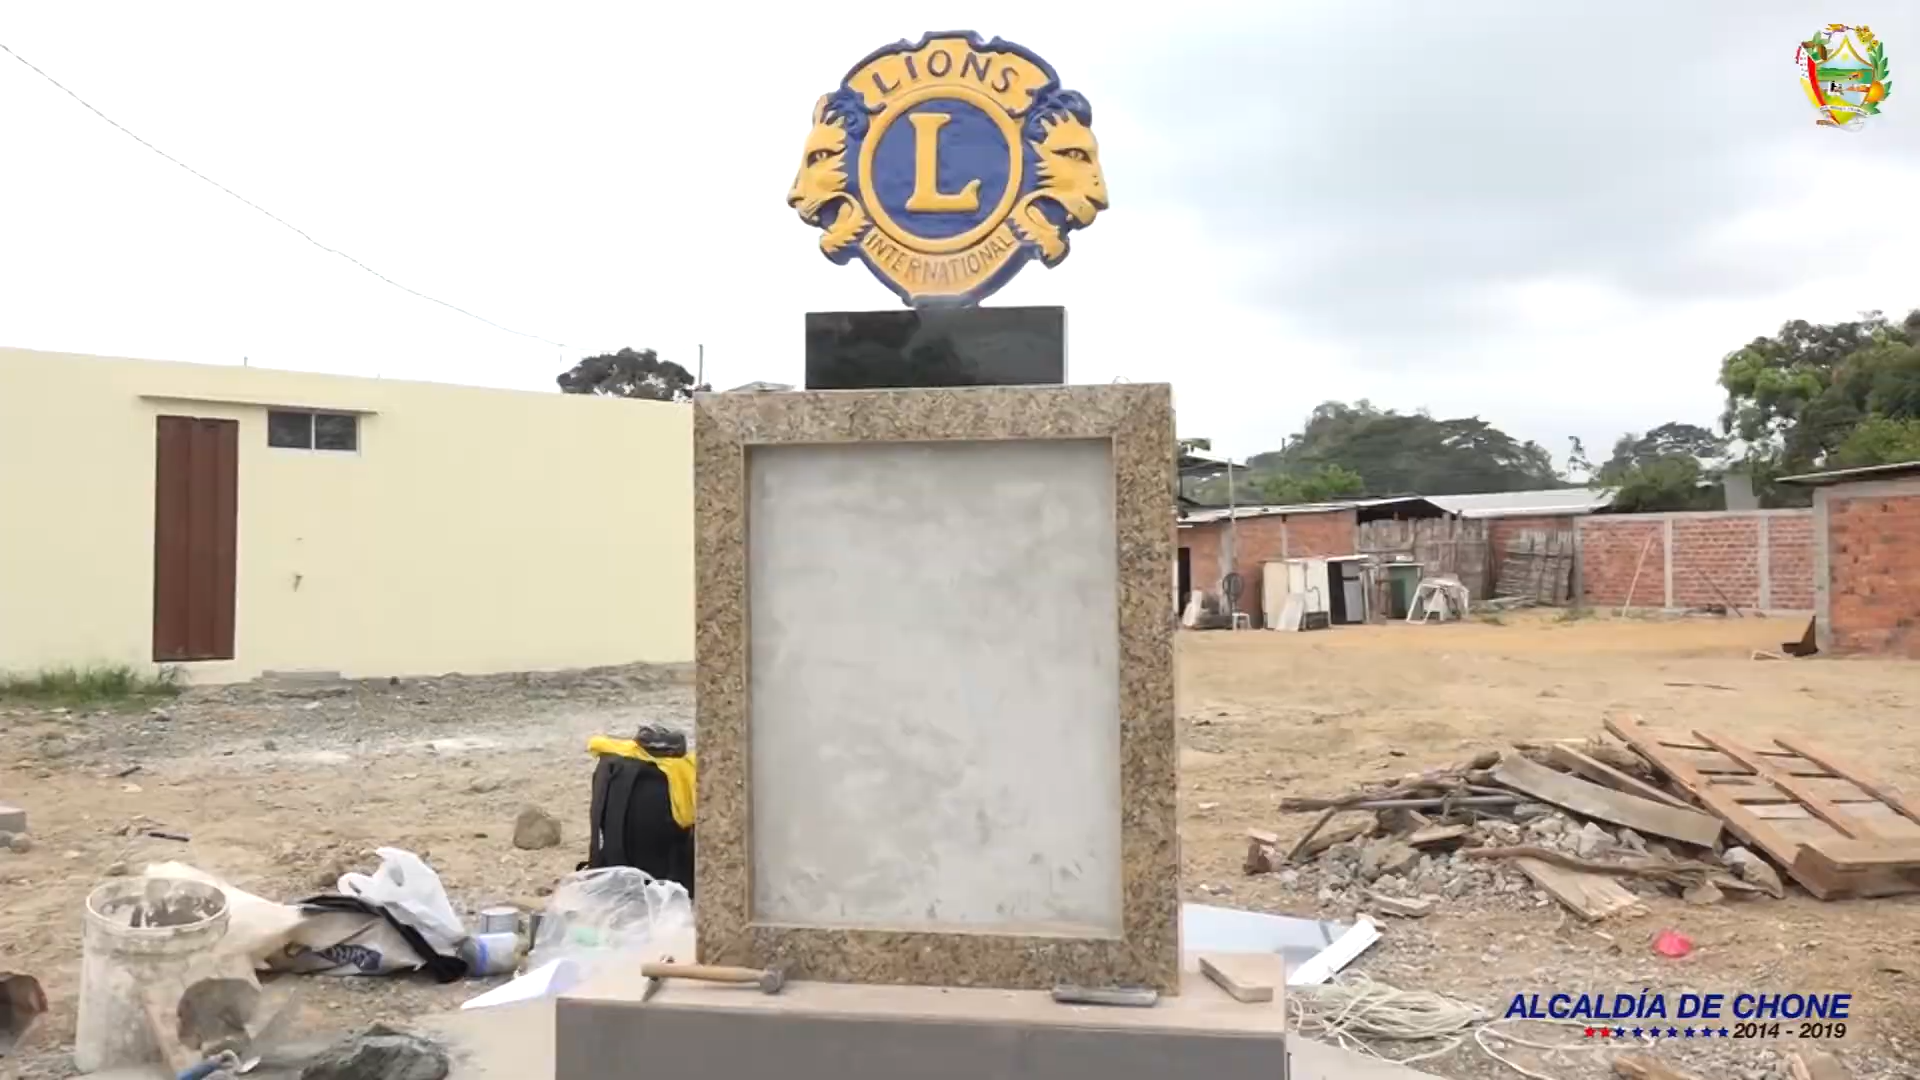 LIONS
L
INTERNATIONAL
ALCALDÍA DE CHONE
2014 - 2019